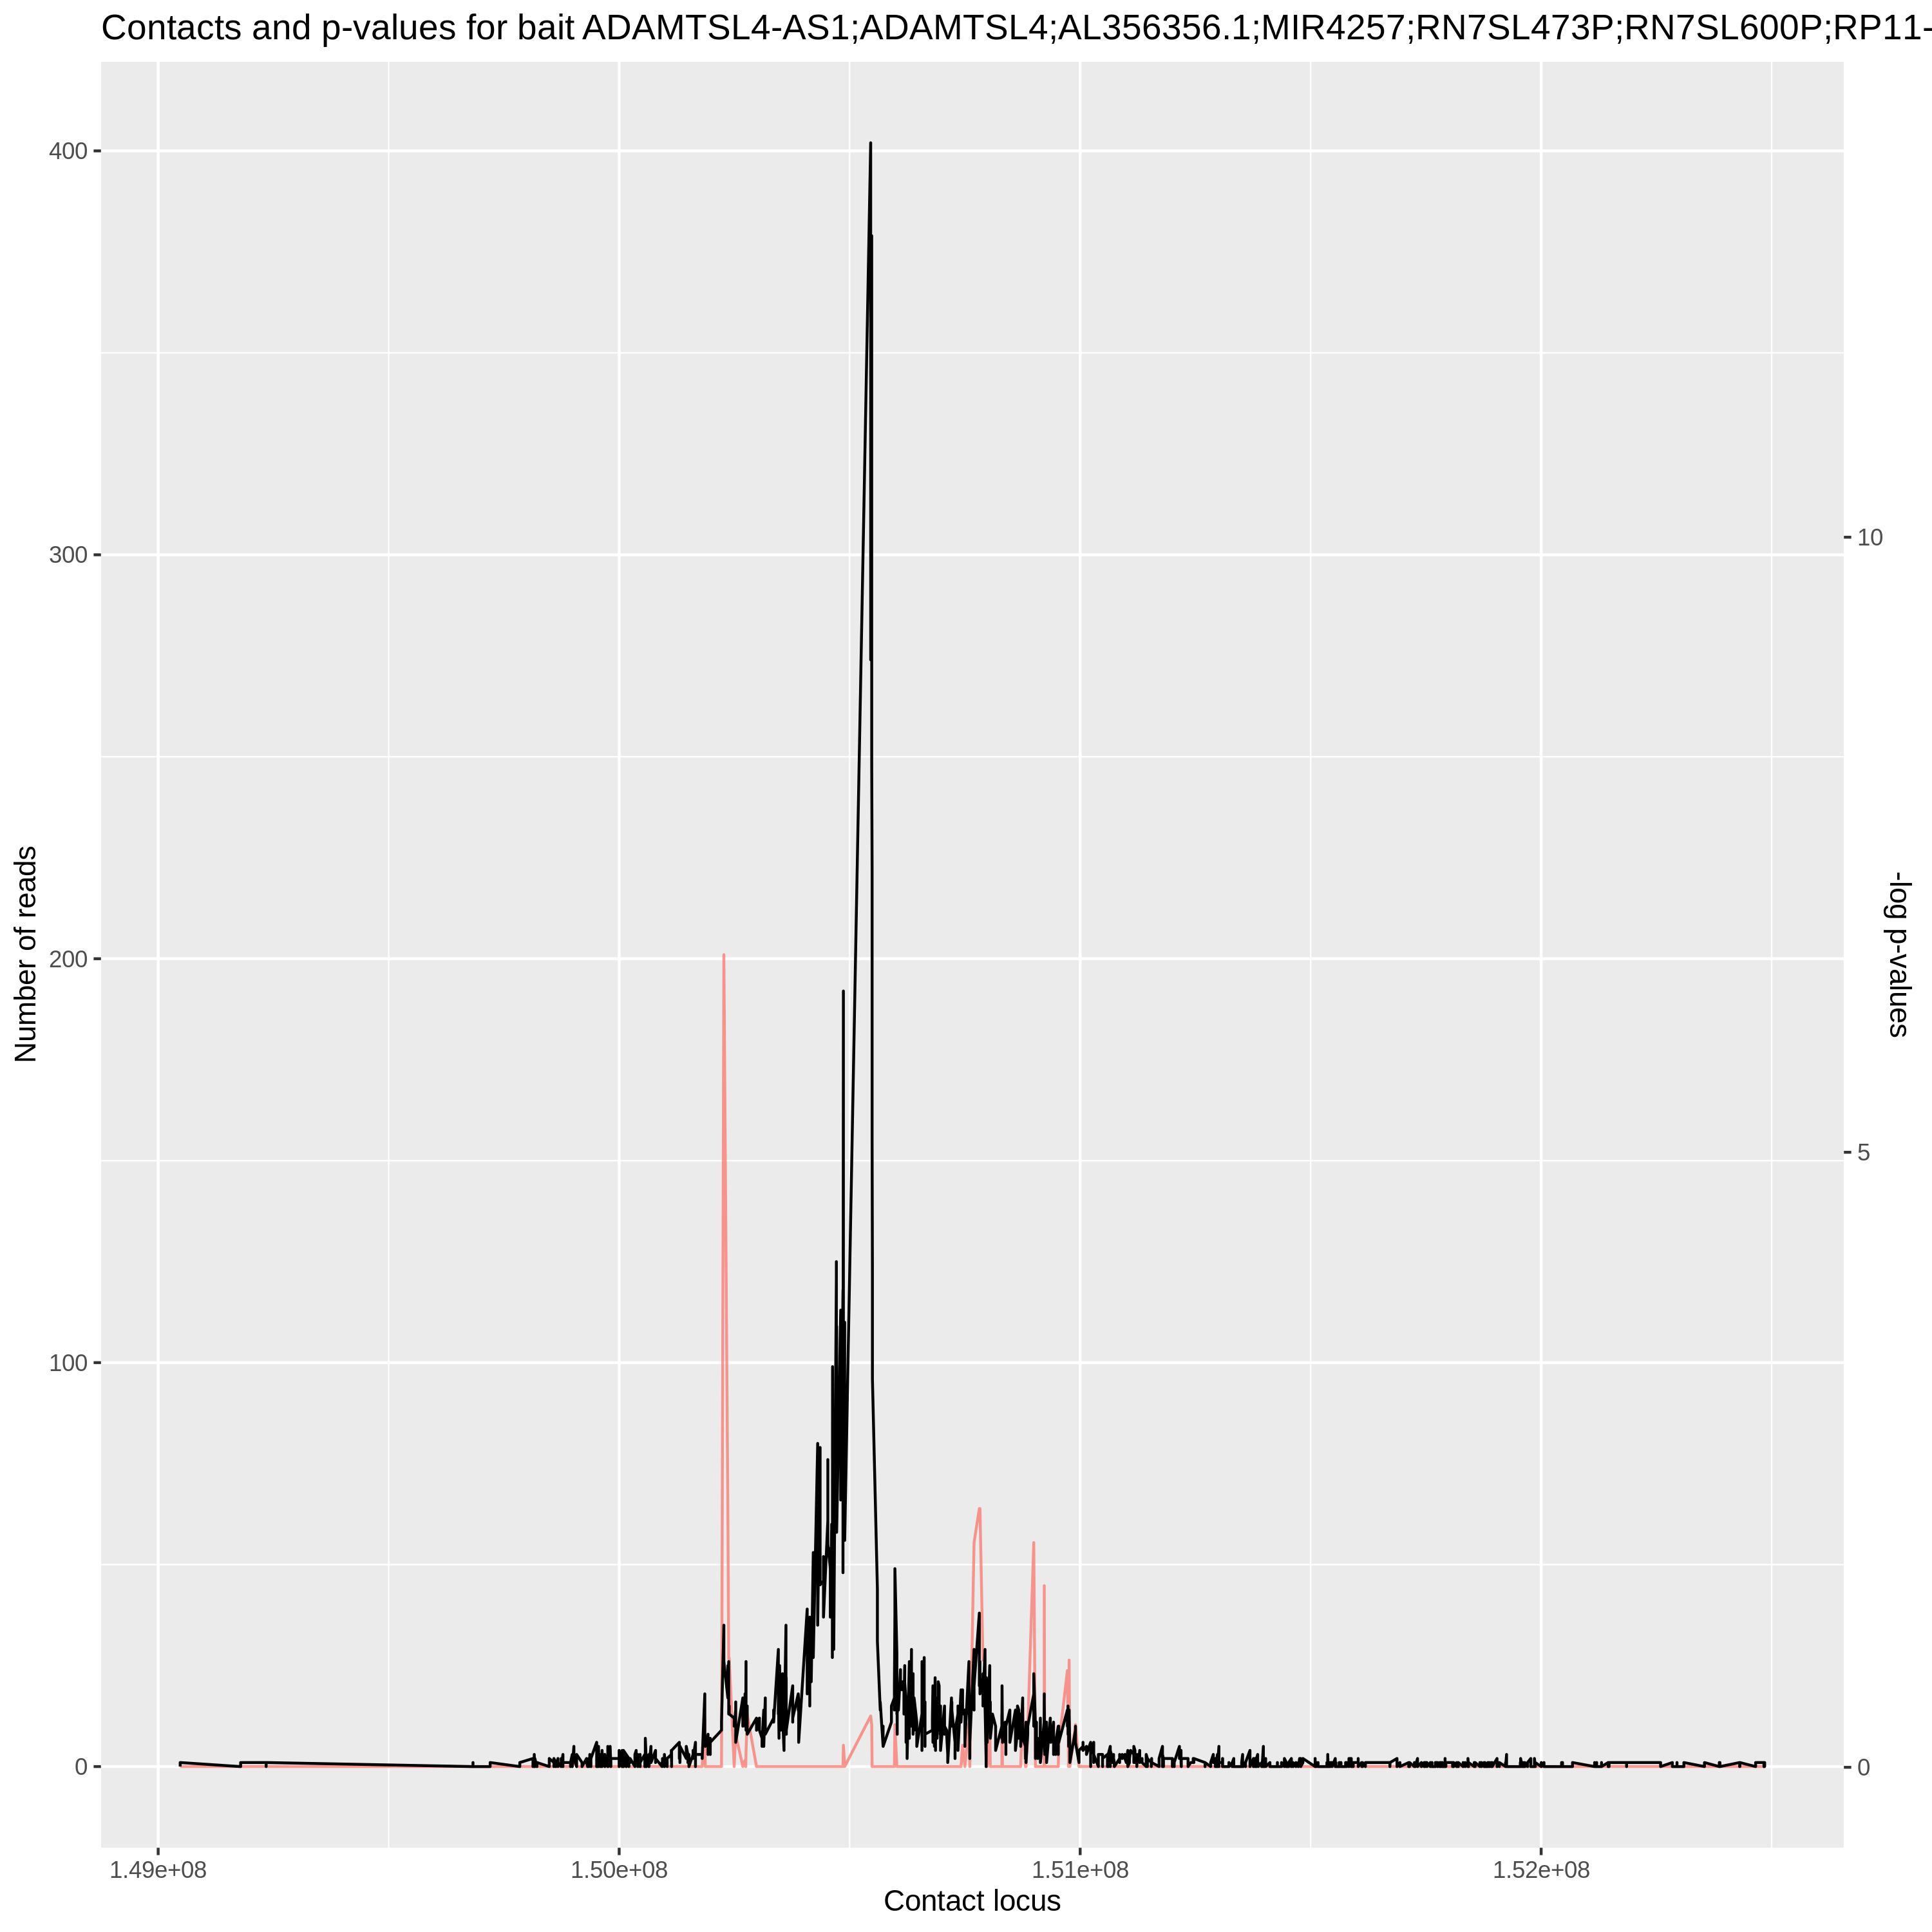 Contacts and p-values for bait ADAMTSL4-AS1;ADAMTSL4;AL356356.1;MIR4257;RN7SL473P;RN7SL600P;RP11-
400
300
200
100
0
Number of reads
10
5
0
-log p-values
1.49e+08
1.50e+08
1.51e+08
1.52e+08
Contact locus